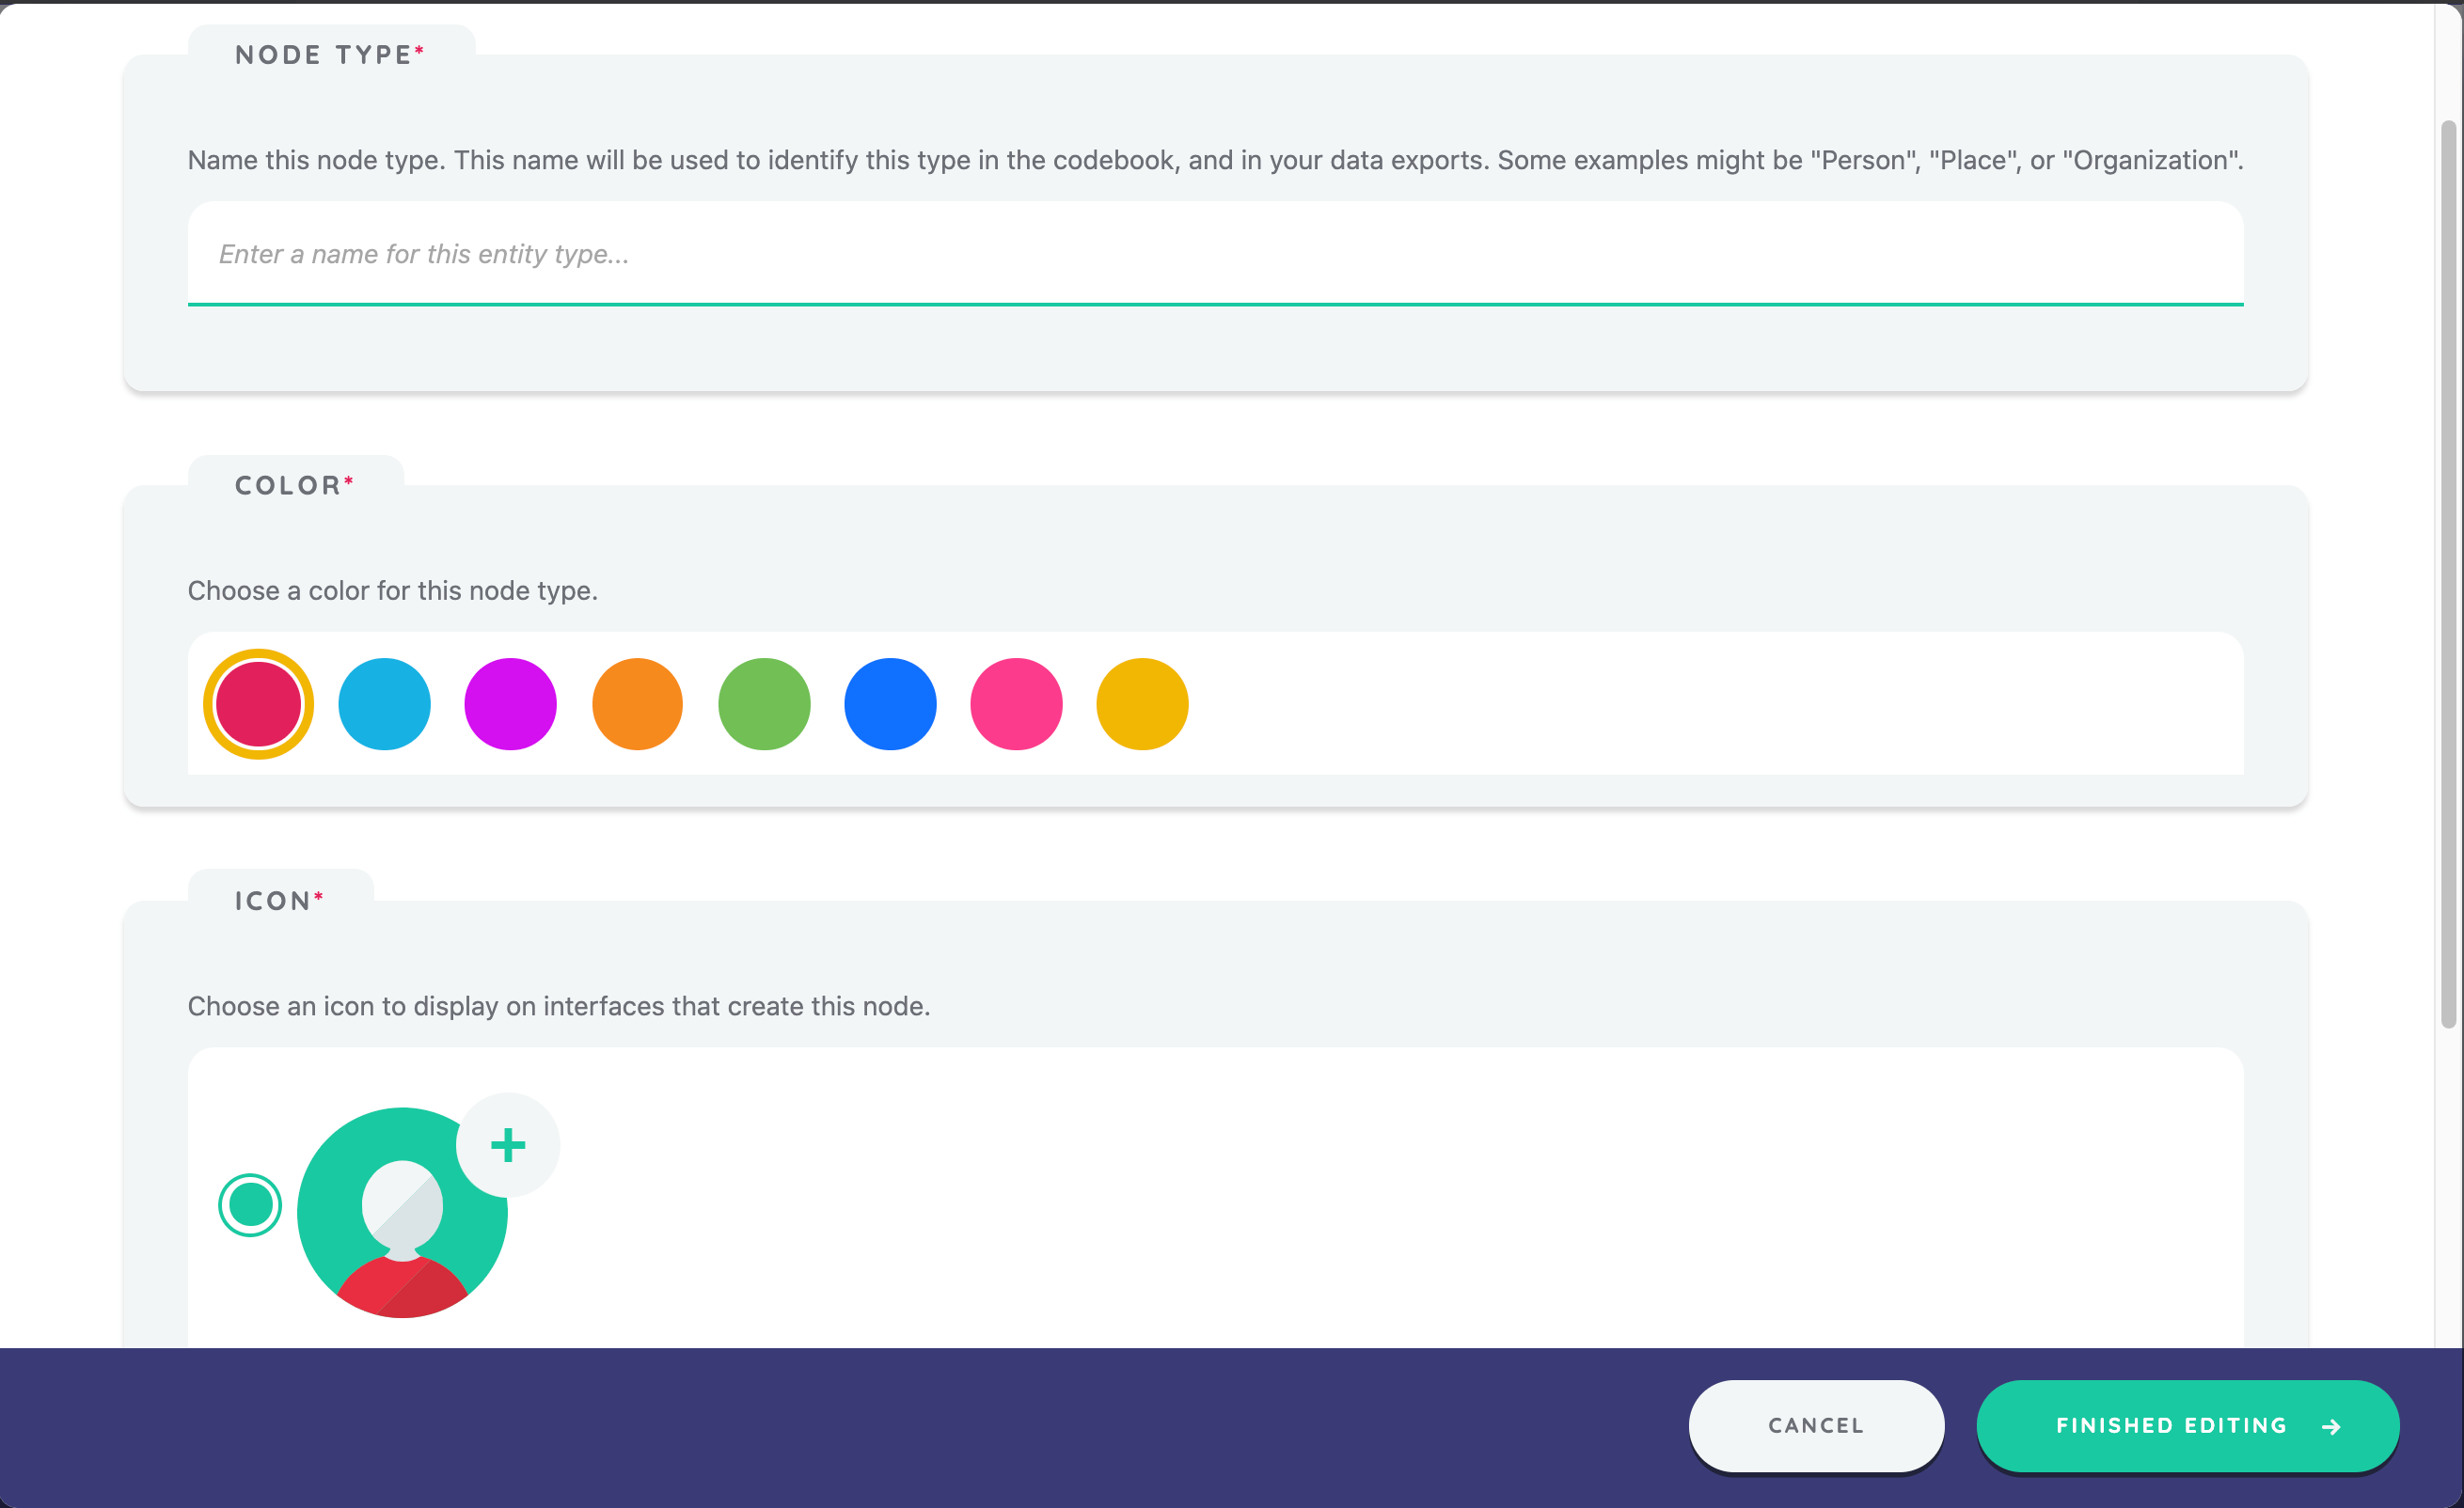 NODE TYPE*
Name this node type. This name will be used to identify this type in the codebook, and in your data exports. Some examples might be "Person", "Place", or "Organization".
Enter a name for this entity type...
COLOR*
Choose a color for this node type.
ICON*
Choose an icon to display on interfaces that create this node.
CANCEL
FINISHED EDITING →